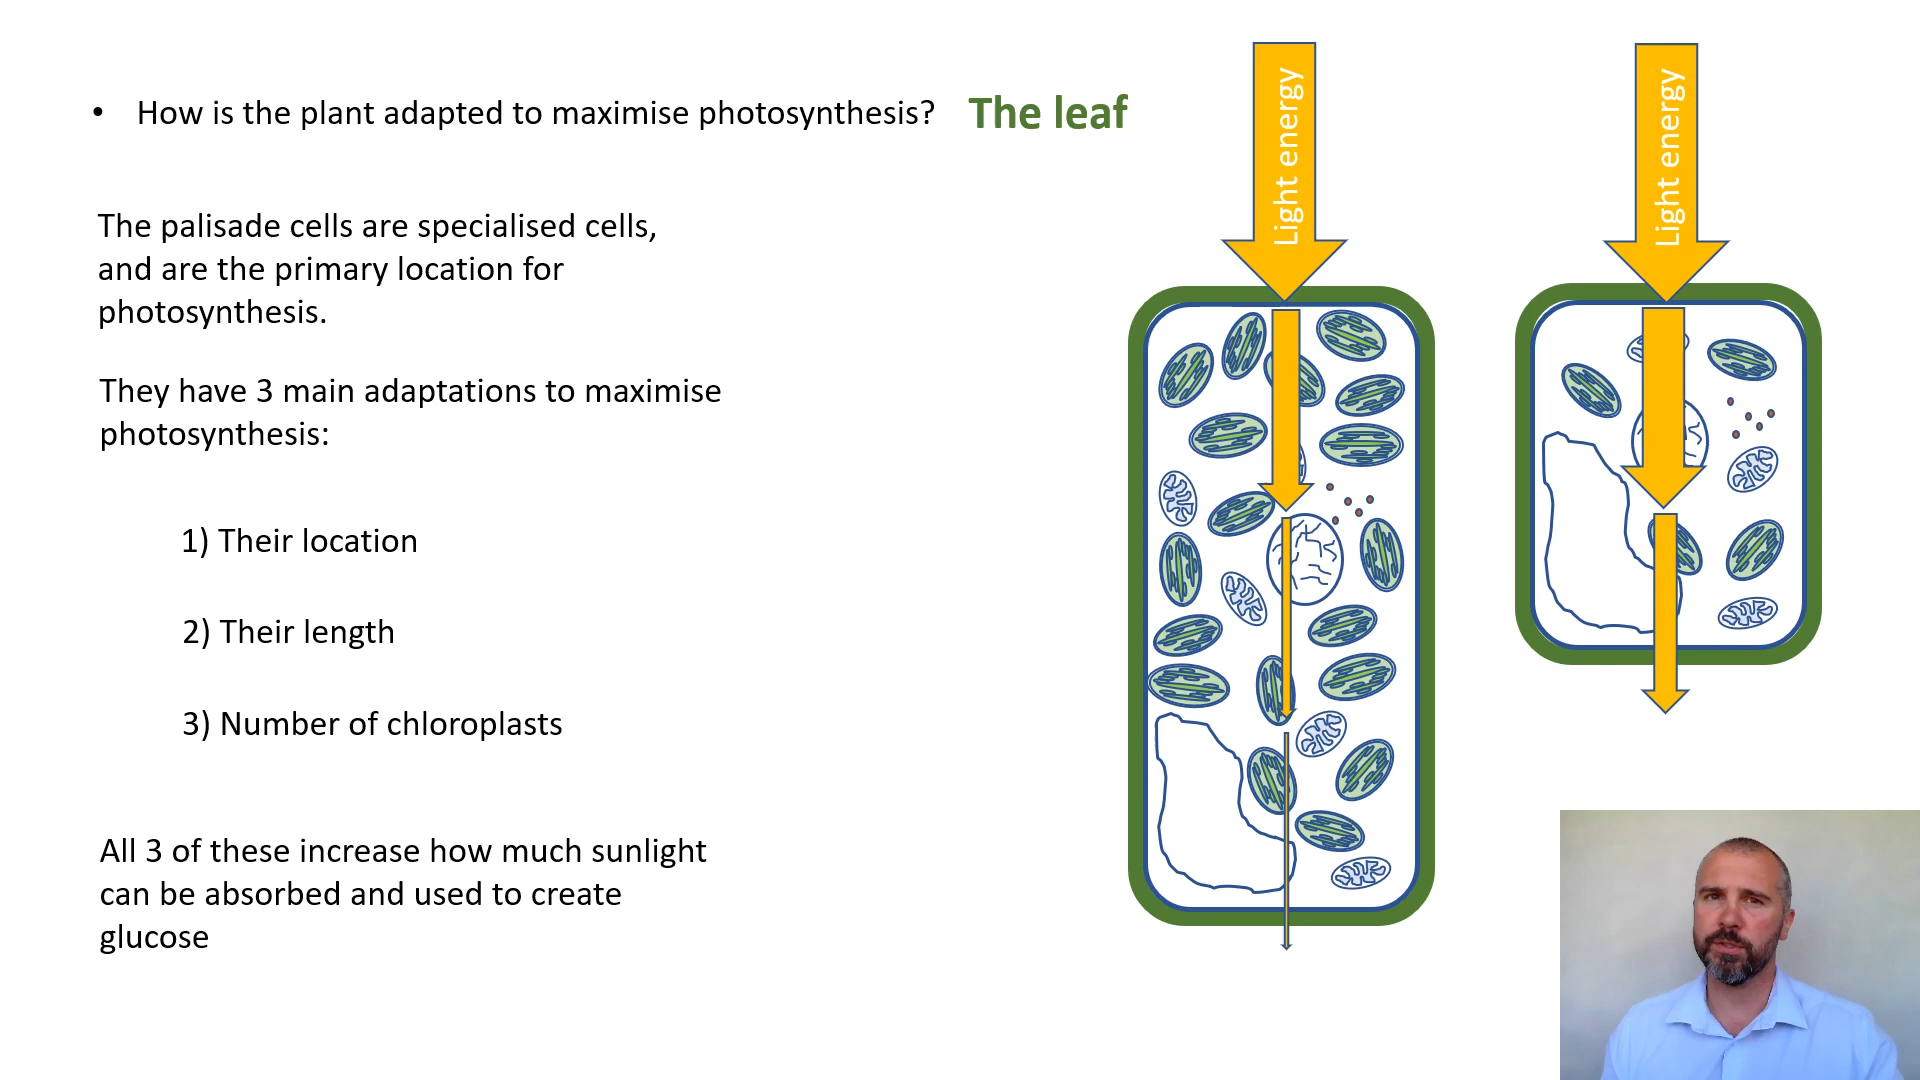 • How is the plant adapted to maximise photosynthesis? The leaf
Light energy
Light energy
The palisade cells are specialised cells,
and are the primary location for
photosynthesis.
They have 3 main adaptations to maximise
photosynthesis:
1) Their location
2) Their length
3) Number of chloroplasts
All 3 of these increase how much sunlight
can be absorbed and used to create
glucose